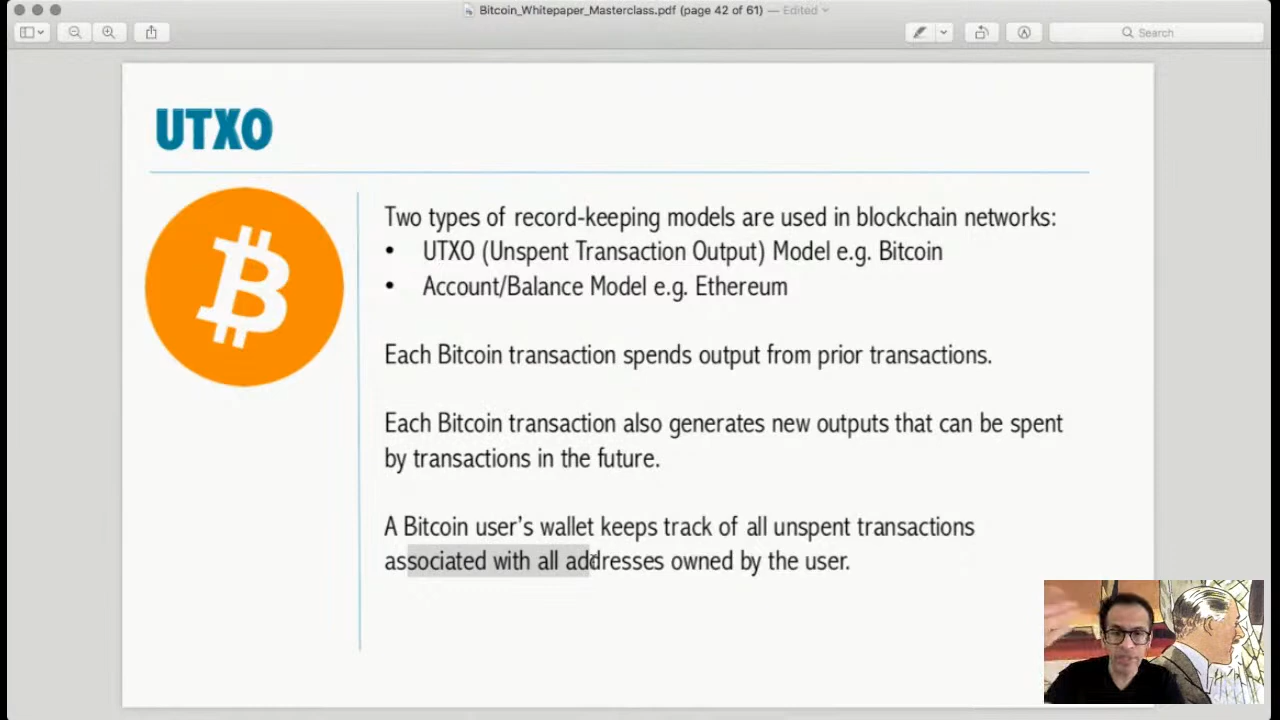 Bitcoin_Whitepaper_Masterclass.pdf (page 42 of 61) — Edited
Search
UTXO
Two types of record-keeping models are used in blockchain networks:
• UTXO (Unspent Transaction Output) Model e.g. Bitcoin
• Account/Balance Model e.g. Ethereum
Each Bitcoin transaction spends output from prior transactions.
Each Bitcoin transaction also generates new outputs that can be spent
by transactions in the future.
A Bitcoin user's wallet keeps track of all unspent transactions
associated with all addresses owned by the user.